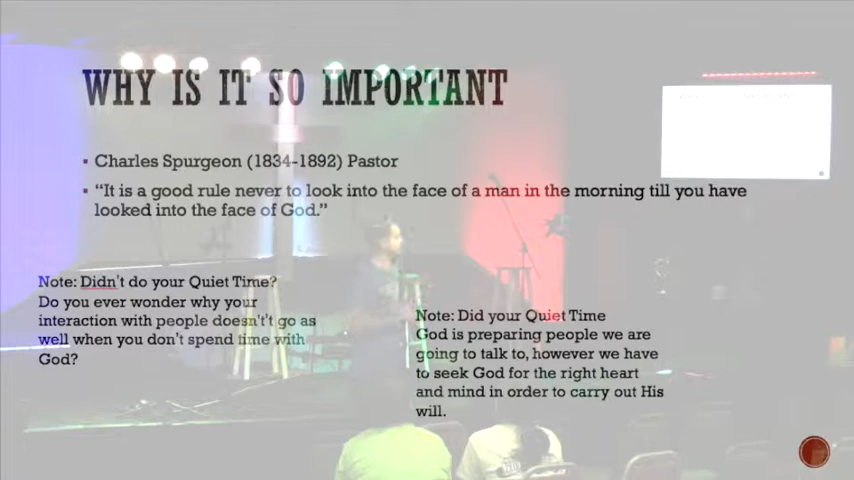 WHY IS IT SO IMPORTANT
▪ Charles Spurgeon (1834-1892) Pastor
▪ “It is a good rule never to look into the face of a man in the morning till you have
looked into the face of God.”
Note: Didn't do your Quiet Time?
Do you ever wonder why your
interaction with people doesn't't go as
well when you don't spend time with
God?
Note: Did your Quiet Time
God is preparing people we are
going to talk to, however we have
to seek God for the right heart
and mind in order to carry out His
will.